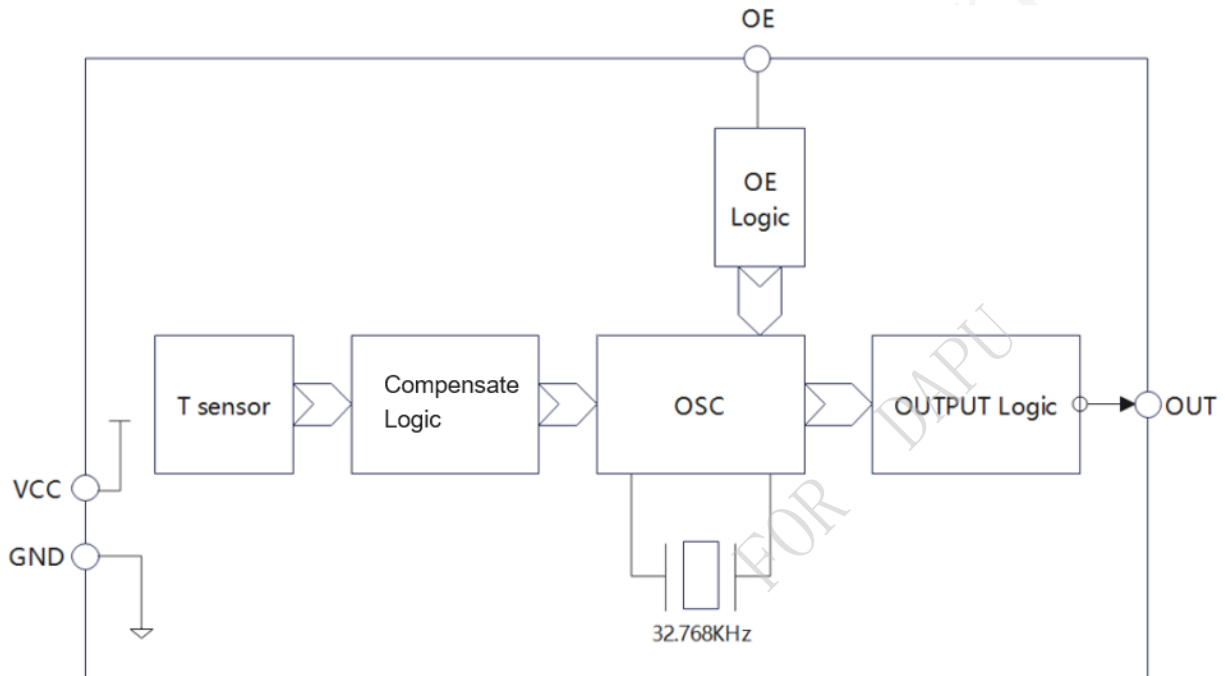 OE
OE
Logic
T sensor
Compensate
Logic
OSC
OUTPUT Logic
OUT
VCC
GND
32.768KHz
FOR DAPU